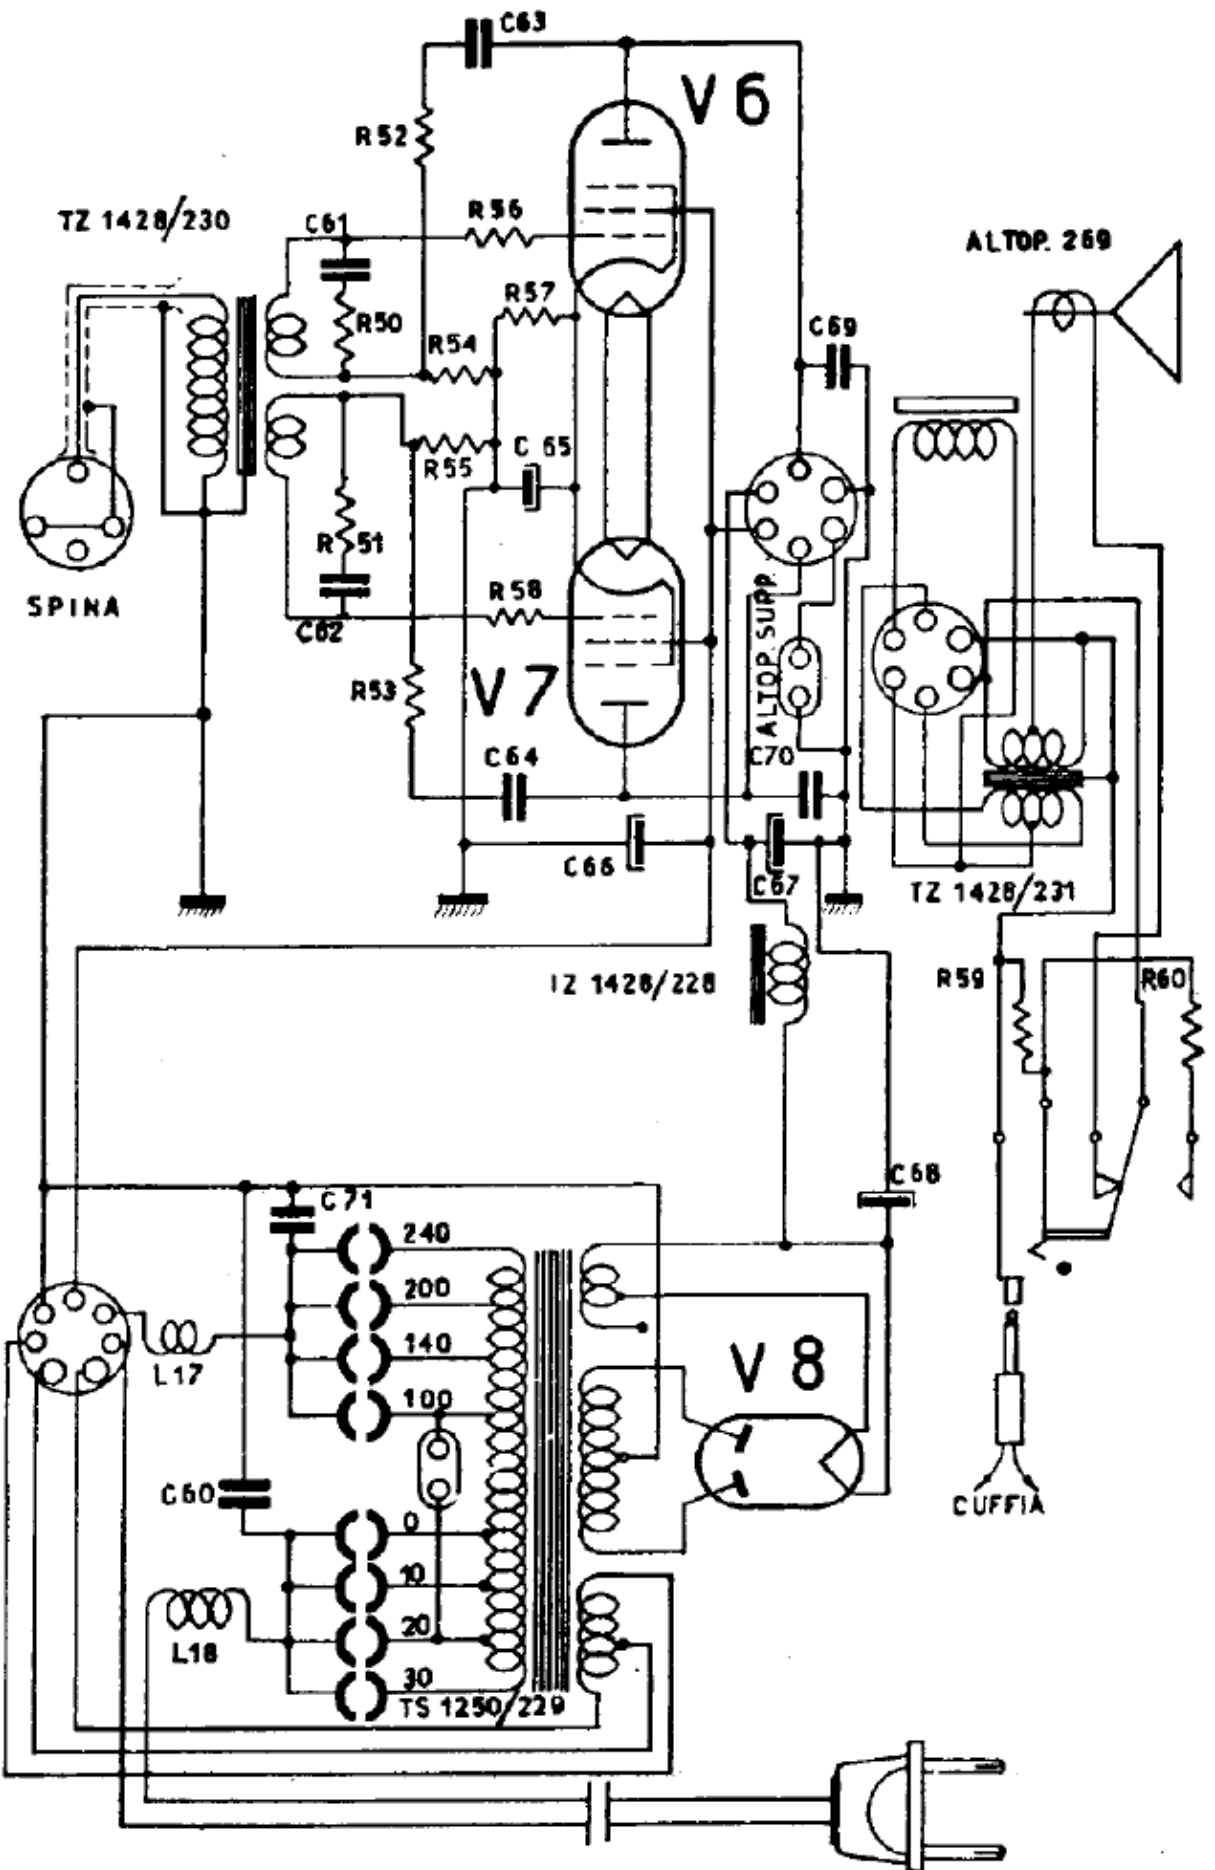 C63
V6
R52
TZ 1428/230
C61
R56
ALTOP. 269
R57
R50
R54
C69
R55
C 65
R 51
SPINA
C62
R58
ALTOP. SUPP.
R53
V7
C64
C70
C66
C67
TZ 1428/231
IZ 1428/228
R59
R60
C71
C68
240
200
140
L17
V 8
100
C60
CUFFIA
0
10
20
L18
30
TS 1250/229